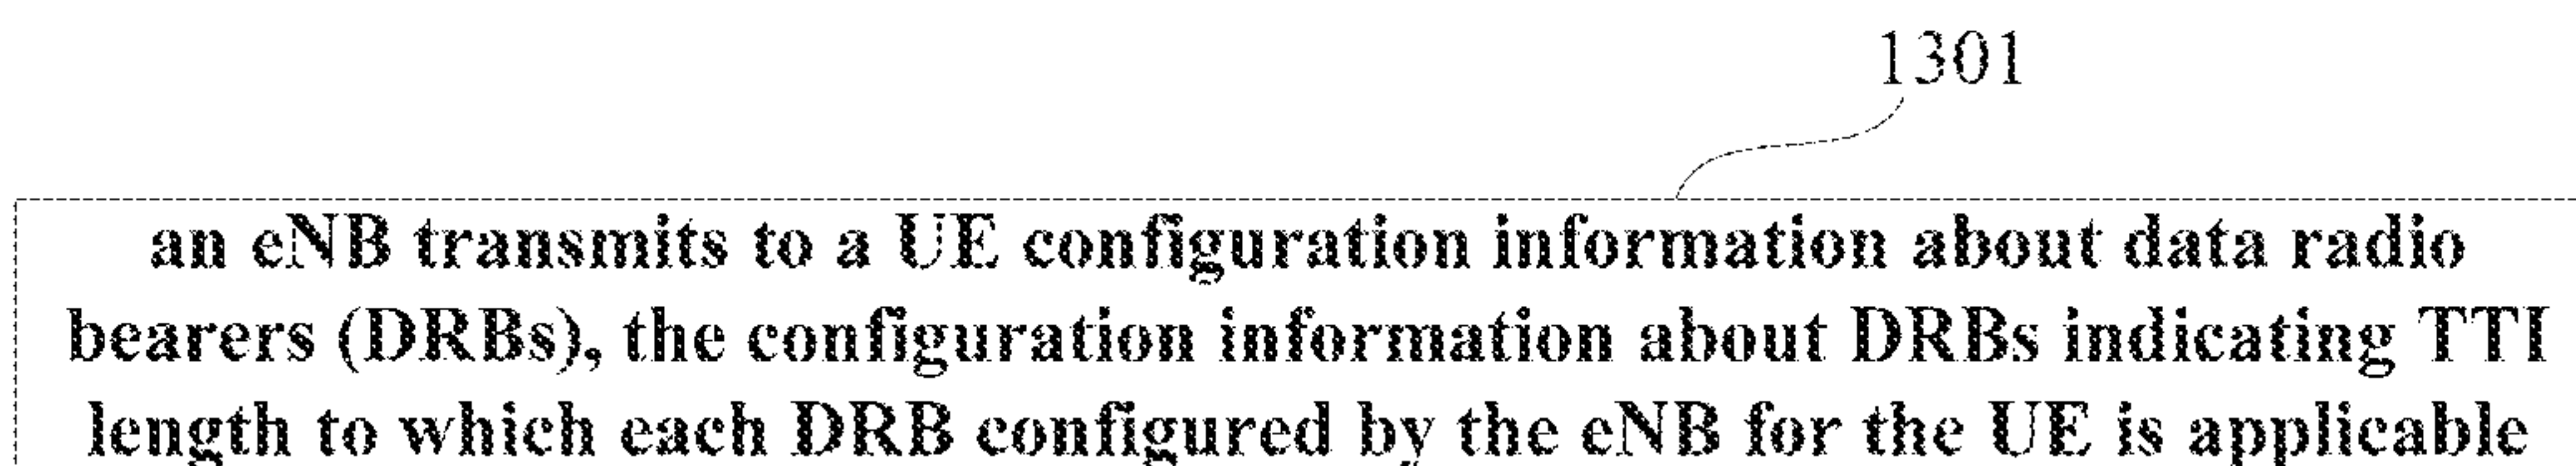 1301
an eNB transmits to a UE configuration information about data radio
bearers (DRBs), the configuration information about DRBs indicating TTI
length to which each DRB configured by the eNB for the UE is applicable